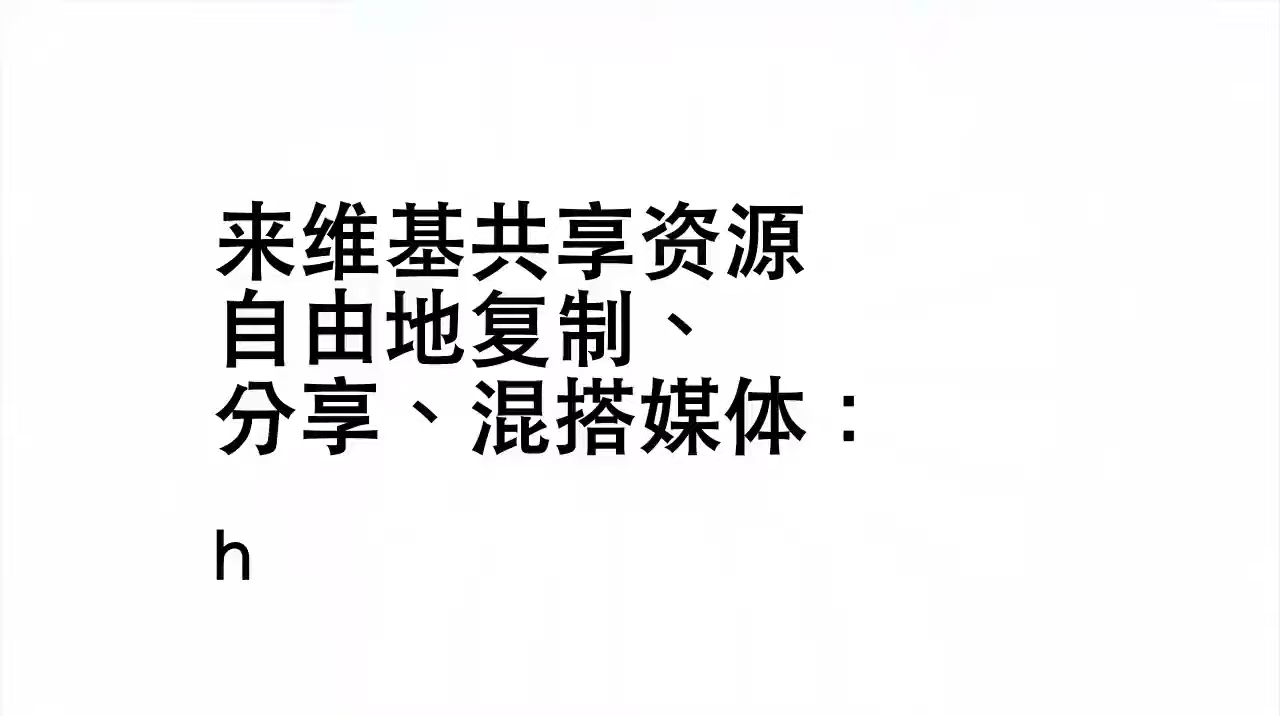 来维基共享资源
自由地复制、
分享、混搭媒体：
h